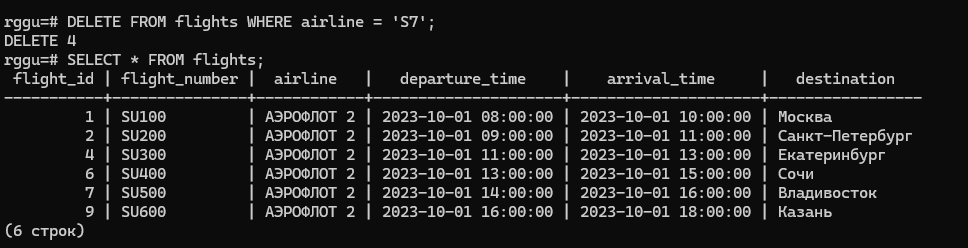 rggu=# DELETE FROM flights WHERE airline = 'S7';
DELETE 4
rggu=# SELECT * FROM flights;
 flight_id | flight_number |  airline   |   departure_time    |    arrival_time     |   destination
-----------+---------------+------------+---------------------+---------------------+-----------------
         1 | SU100         | АЭРОФЛОТ 2 | 2023-10-01 08:00:00 | 2023-10-01 10:00:00 | Москва
         2 | SU200         | АЭРОФЛОТ 2 | 2023-10-01 09:00:00 | 2023-10-01 11:00:00 | Санкт-Петербург
         4 | SU300         | АЭРОФЛОТ 2 | 2023-10-01 11:00:00 | 2023-10-01 13:00:00 | Екатеринбург
         6 | SU400         | АЭРОФЛОТ 2 | 2023-10-01 13:00:00 | 2023-10-01 15:00:00 | Сочи
         7 | SU500         | АЭРОФЛОТ 2 | 2023-10-01 14:00:00 | 2023-10-01 16:00:00 | Владивосток
         9 | SU600         | АЭРОФЛОТ 2 | 2023-10-01 16:00:00 | 2023-10-01 18:00:00 | Казань
(6 строк)